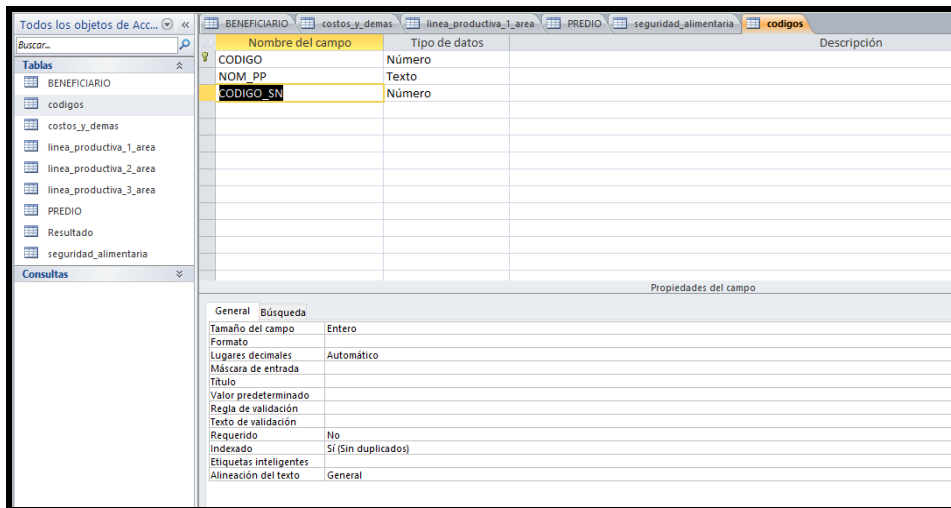 Todos los objetos de Acc... «
Buscar...
Tablas
BENEFICIARIO
codigos
costos_y_demas
linea_productiva_1_area
linea_productiva_2_area
linea_productiva_3_area
PREDIO
Resultado
seguridad_alimentaria
Consultas
BENEFICIARIO costos_y_demas linea_productiva_1_area PREDIO seguridad_alimentaria codigos
Nombre del campo Tipo de datos Descripción
CODIGO Número
NOM_PP Texto
CODIGO_SN Número
Propiedades del campo
General Búsqueda
Tamaño del campo Entero
Formato
Lugares decimales Automático
Máscara de entrada
Título
Valor predeterminado
Regla de validación
Texto de validación
Requerido No
Indexado Sí (Sin duplicados)
Etiquetas inteligentes
Alineación del texto General